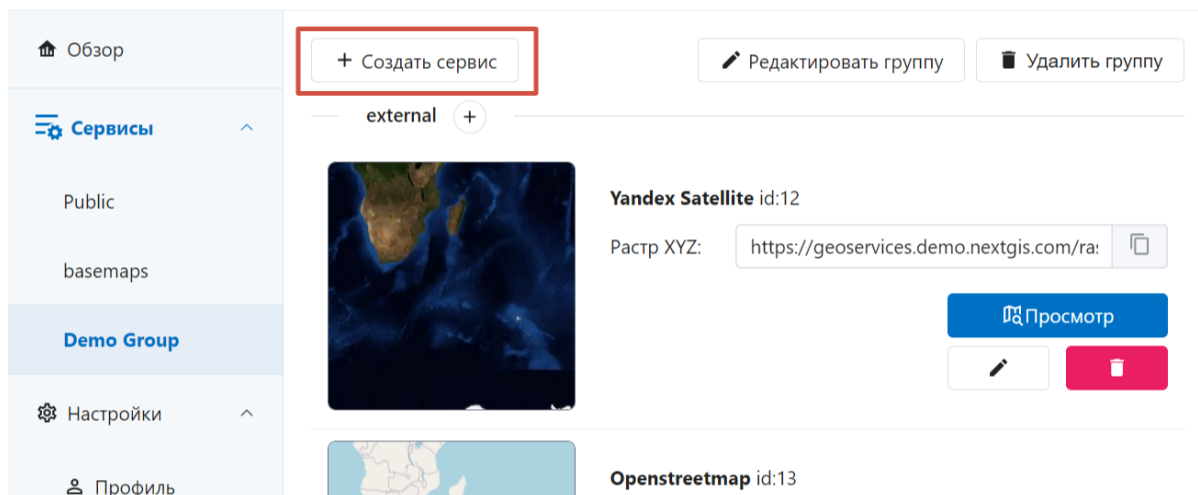 Обзор
Сервисы
Public
basemaps
Demo Group
Настройки
Профиль
+ Создать сервис
Редактировать группу
Удалить группу
external +
Yandex Satellite id:12
Растр XYZ: https://geoservices.demo.nextgis.com/ra
Просмотр
Openstreetmap id:13